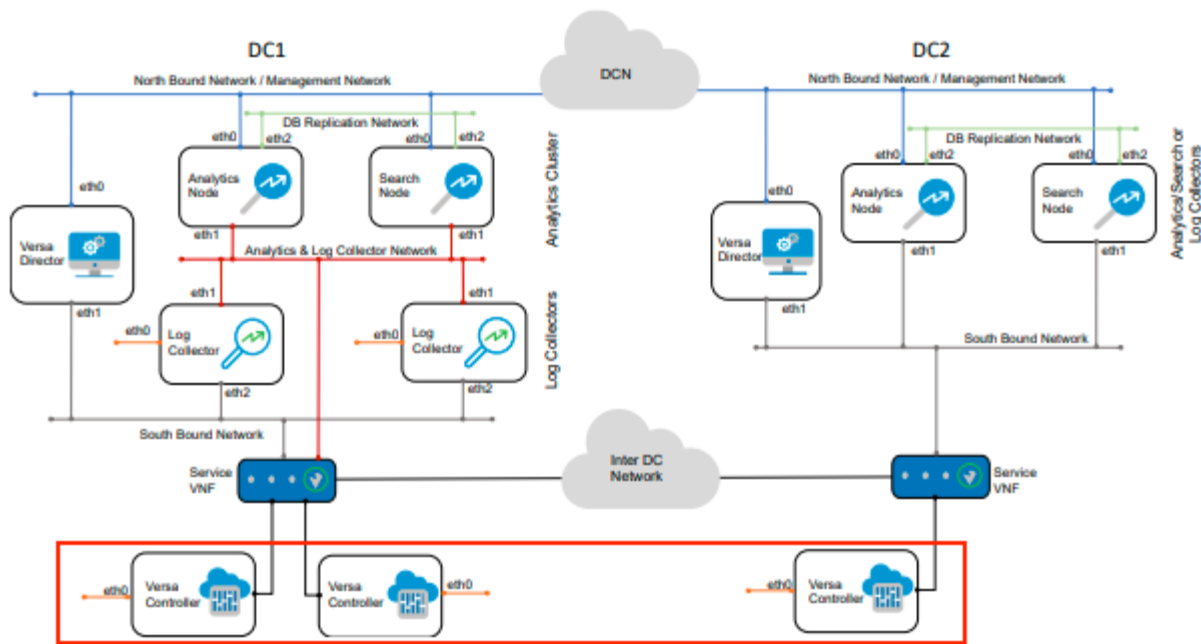 DC1
DC2
DCN
North Bound Network / Management Network
North Bound Network / Management Network
DB Replication Network
DB Replication Network
eth0
eth2
eth0
eth2
eth0
eth2
eth0
eth2
Analytics
Node
Search
Node
Analytics Cluster
Analytics
Node
Search
Node
Analytics/Search or
Log Collectors
eth0
eth0
Versa
Director
Versa
Director
eth1
eth1
eth1
eth1
Analytics & Log Collector Network
eth1
eth1
eth1
eth1
eth0
Log
Collector
eth0
Log
Collector
Log Collectors
eth2
eth2
South Bound Network
South Bound Network
Service
VNF
Inter DC
Network
Service
VNF
eth0
Versa
Controller
Versa
Controller
eth0
eth0
Versa
Controller